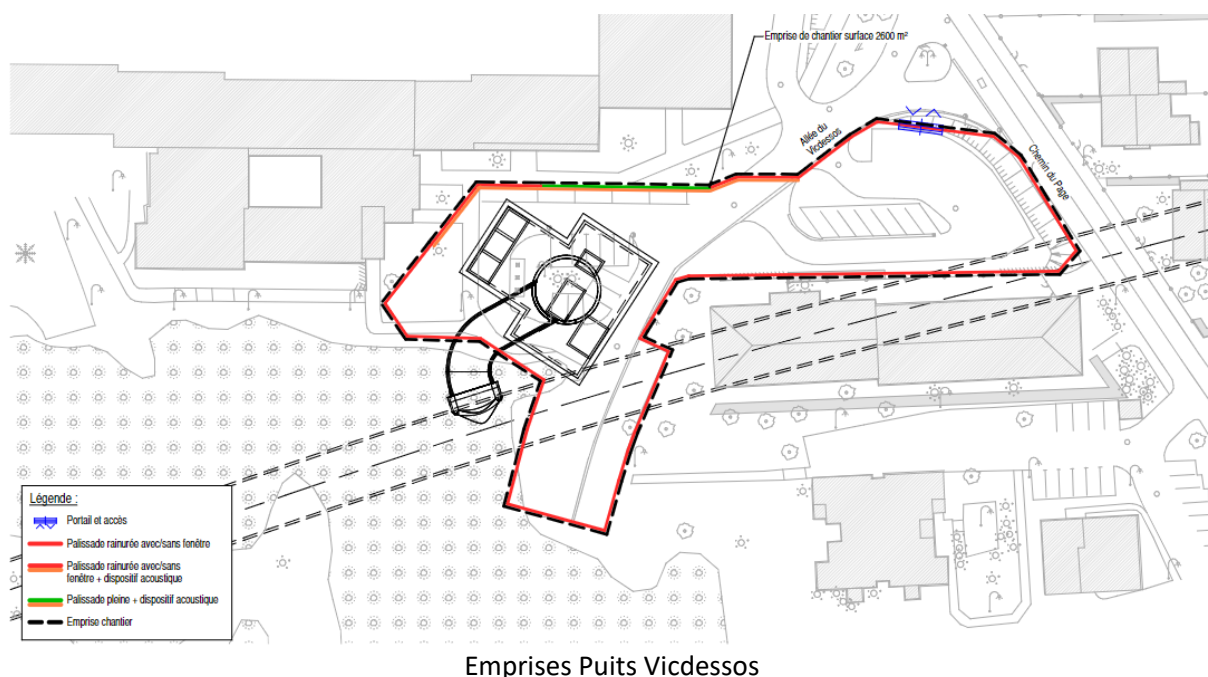 Emprise de chantier surface 2600 m²
Allée du
Vicdessos
Chemin du Page
Légende :
Portail et accès
Palissade rainurée avec/sans fenêtre
Palissade rainurée avec/sans
fenêtre + dispositif acoustique
Palissade pleine + dispositif acoustique
Emprise chantier
Emprises Puits Vicdessos